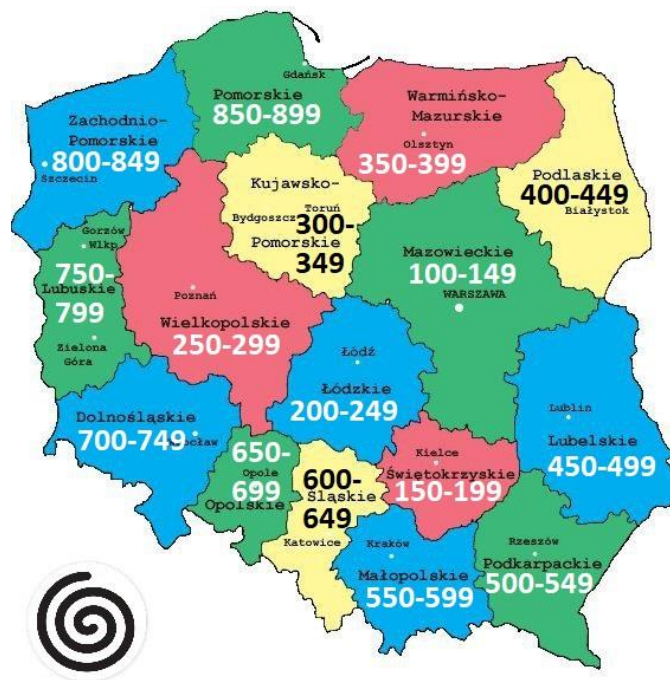 Gdańsk
Pomorskie
850-899
Zachodnio-
Pomorskie
800-849
Szczecin
Warmińsko-
Mazurskie
Olsztyn
350-399
Podlaskie
400-449
Białystok
Kujawsko-
Toruń
Bydgoszcz
300-
Pomorskie
349
Gorzów
Wlkp
750-
Lubuskie
799
Zielona
Góra
Mazowieckie
100-149
WARSZAWA
Poznań
Wielkopolskie
250-299
Łódź
Łódzkie
200-249
Dolnośląskie
700-749
Wrocław
Lublin
Lubelskie
450-499
650-
Opole
699
Opolskie
600-
Śląskie
649
Katowice
Kielce
Świętokrzyskie
150-199
Kraków
Małopolskie
550-599
Rzeszów
Podkarpackie
500-549